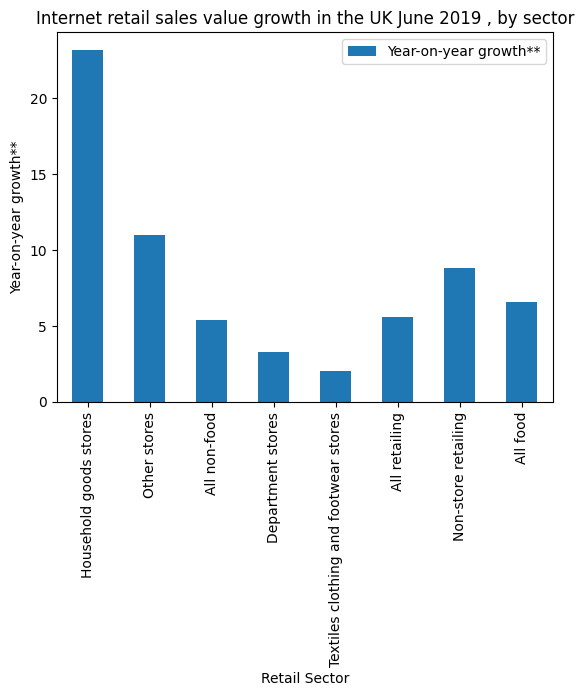 Internet retail sales value growth in the UK June 2019 , by sector
Year-on-year growth**
Year-on-year growth**
20
15
10
5
0
Household goods stores
Other stores
All non-food
Department stores
Textiles clothing and footwear stores
All retailing
Non-store retailing
All food
Retail Sector